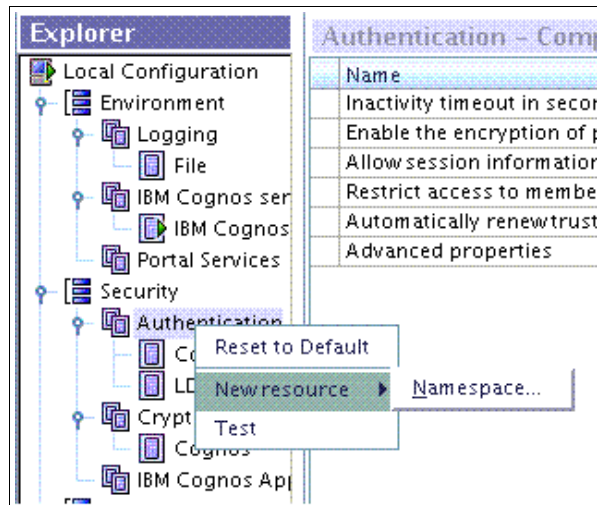 Explorer
Authentication - Comp
Local Configuration
Name
Environment
Inactivity timeout in secon
Logging
Enable the encryption of p
File
Allow session information
IBM Cognos ser
Restrict access to membe
IBM Cognos
Automatically renew trust
Portal Services
Advanced properties
Security
Authentication
Reset to Default
Co
LD
New resource
Namespace...
Crypt
Test
Cognos
IBM Cognos App